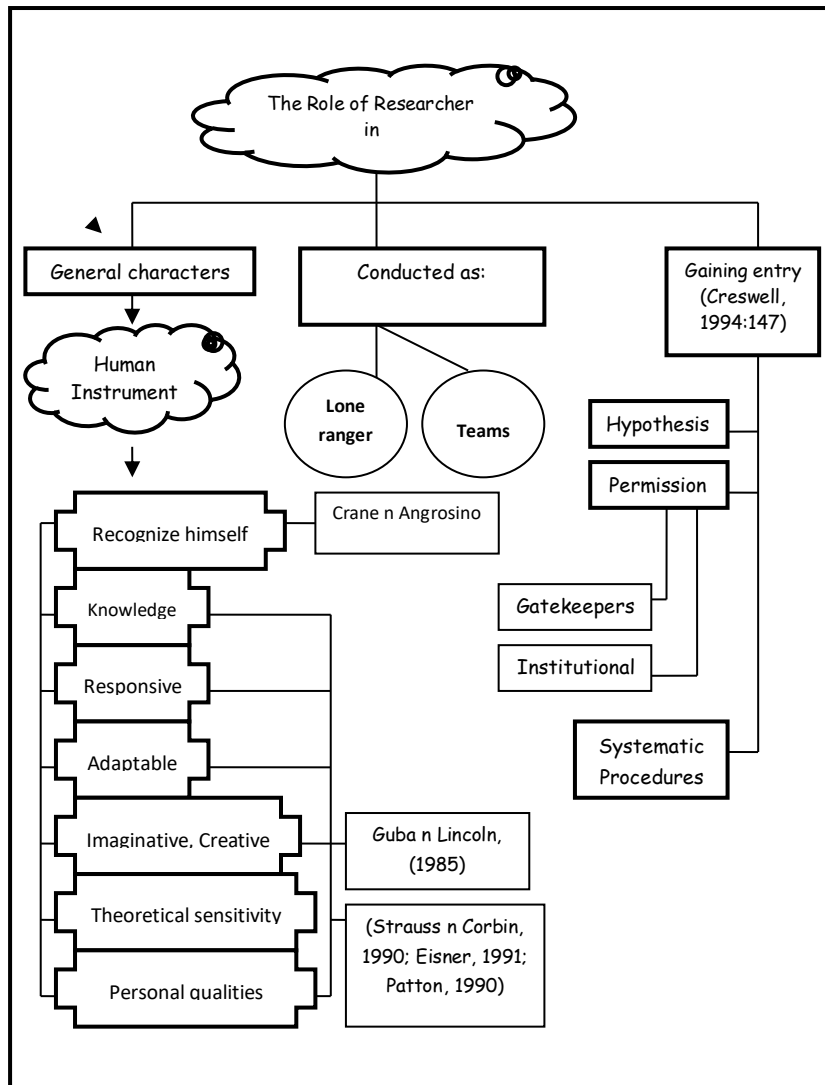 The Role of Researcher
in
General characters
Human
Instrument
Recognize himself
Crane n Angrosino
Knowledge
Responsive
Adaptable
Imaginative, Creative
Guba n Lincoln,
(1985)
Theoretical sensitivity
(Strauss n Corbin,
1990; Eisner, 1991;
Patton, 1990)
Personal qualities
Conducted as:
Lone
ranger
Teams
Gaining entry
(Creswell,
1994:147)
Hypothesis
Permission
Gatekeepers
Institutional
Systematic
Procedures